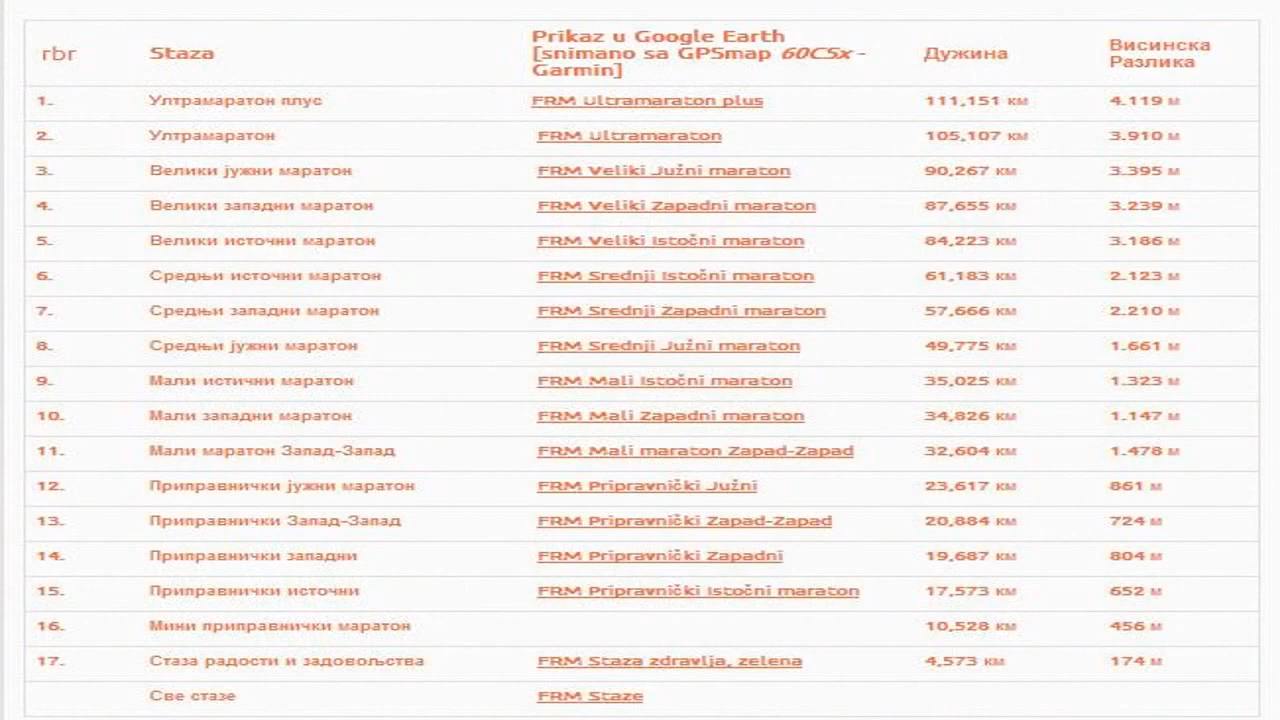 rbr Staza Prikaz u Google Earth [snimano sa GPSmap 60CSx - Garmin] Дужина Висинска Разлика
1. Ултрамаратон плус FRM Ultramaraton plus 111,151 км 4.119 м
2. Ултрамаратон FRM Ultramaraton 105,107 км 3.910 м
3. Велики јужни маратон FRM Veliki Južni maraton 90,267 км 3.395 м
4. Велики западни маратон FRM Veliki Zapadni maraton 87,655 км 3.239 м
5. Велики источни маратон FRM Veliki Istočni maraton 84,223 км 3.186 м
6. Средњи источни маратон FRM Srednji Istočni maraton 61,183 км 2.123 м
7. Средњи западни маратон FRM Srednji Zapadni maraton 57,666 км 2.210 м
8. Средњи јужни маратон FRM Srednji Južni maraton 49,775 км 1.661 м
9. Мали истични маратон FRM Mali Istočni maraton 35,025 км 1.323 м
10. Мали западни маратон FRM Mali Zapadni maraton 34,826 км 1.147 м
11. Мали маратон Запад-Запад FRM Mali maraton Zapad-Zapad 32,604 км 1.478 м
12. Приправнички јужни маратон FRM Pripravnički Južni 23,617 км 861 м
13. Приправнички Запад-Запад FRM Pripravnički Zapad-Zapad 20,884 км 724 м
14. Приправнички западни FRM Pripravnički Zapadni 19,687 км 804 м
15. Приправнички источни FRM Pripravnički Istočni maraton 17,573 км 652 м
16. Мини приправнички маратон 10,528 км 456 м
17. Стаза радости и задовољства FRM Staza zdravlja, zelena 4,573 км 174 м
Све стазе FRM Staze